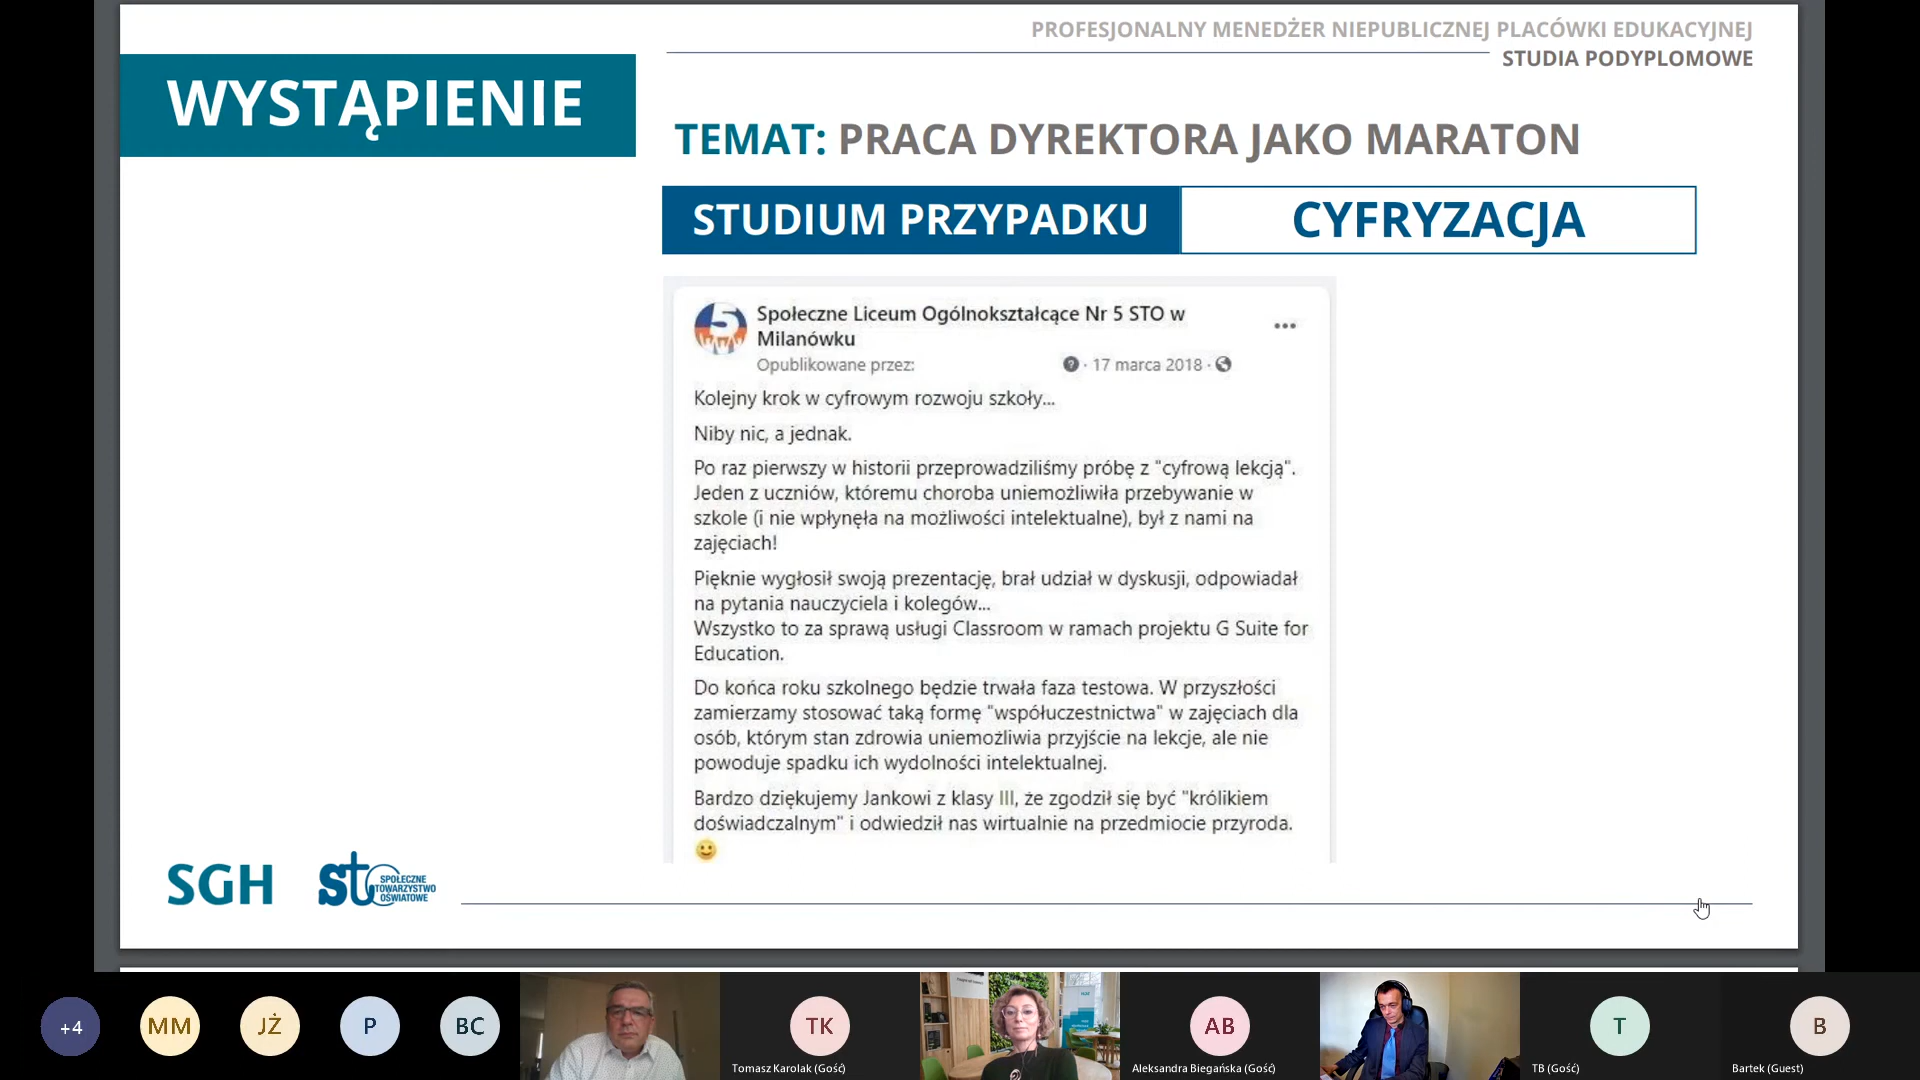 PROFESJONALNY MENEDŻER NIEPUBLICZNEJ PLACÓWKI EDUKACYJNEJ
STUDIA PODYPLOMOWE
WYSTĄPIENIE
TEMAT: PRACA DYREKTORA JAKO MARATON
STUDIUM PRZYPADKU
CYFRYZACJA
5
Społeczne Liceum Ogólnokształcące Nr 5 STO w
Milanówku
Opublikowane przez:
· 17 marca 2018 ·
Kolejny krok w cyfrowym rozwoju szkoły...
Niby nic, a jednak.
Po raz pierwszy w historii przeprowadziliśmy próbę z "cyfrową lekcją".
Jeden z uczniów, któremu choroba uniemożliwiła przebywanie w
szkole (i nie wpłynęła na możliwości intelektualne), był z nami na
zajęciach!
Pięknie wygłosił swoją prezentację, brał udział w dyskusji, odpowiadał
na pytania nauczyciela i kolegów...
Wszystko to za sprawą usługi Classroom w ramach projektu G Suite for
Education.
Do końca roku szkolnego będzie trwała faza testowa. W przyszłości
zamierzamy stosować taką formę "współuczestnictwa" w zajęciach dla
osób, którym stan zdrowia uniemożliwia przyjście na lekcje, ale nie
powoduje spadku ich wydolności intelektualnej.
Bardzo dziękujemy Jankowi z klasy III, że zgodził się być "królikiem
doświadczalnym" i odwiedził nas wirtualnie na przedmiocie przyroda.
SGH
sto
SPOŁECZNE
TOWARZYSTWO
OŚWIATOWE
+4
MM
JŻ
P
BC
TK
Tomasz Karolak (Gość)
AB
Aleksandra Biegańska (Gość)
T
TB (Gość)
B
Bartek (Guest)